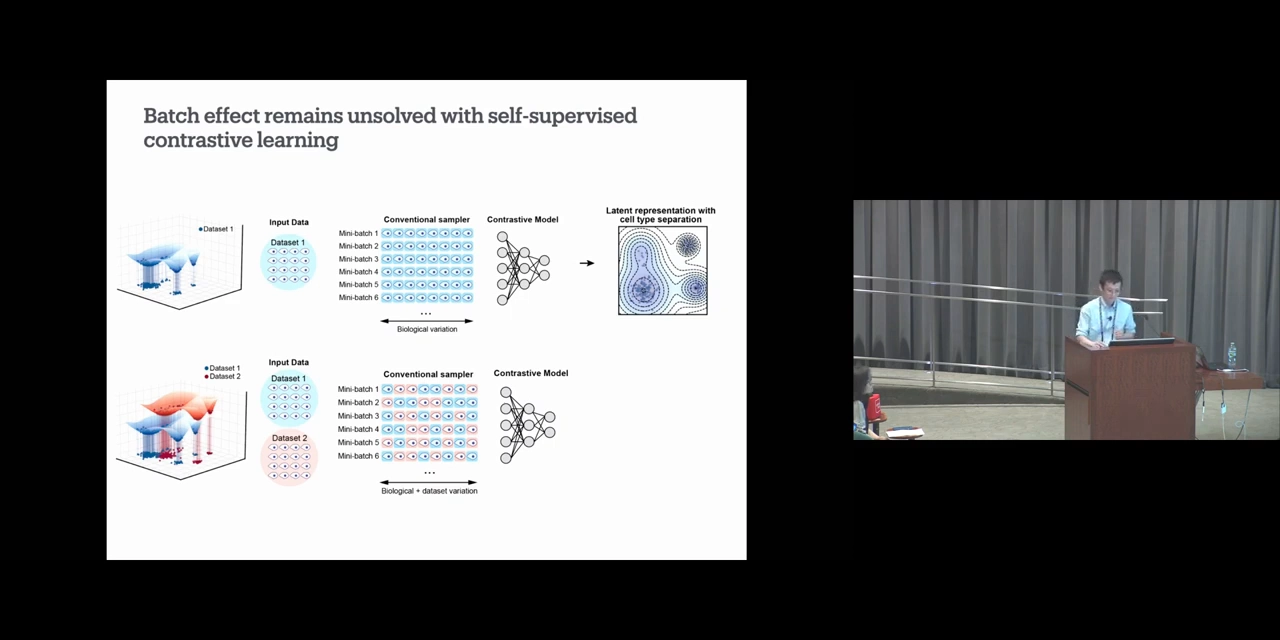 Batch effect remains unsolved with self-supervised
contrastive learning
Dataset 1
Input Data
Dataset 1
Conventional sampler
Mini-batch 1
Mini-batch 2
Mini-batch 3
Mini-batch 4
Mini-batch 5
Mini-batch 6
...
Biological variation
Contrastive Model
Latent representation with
cell type separation
Dataset 1
Dataset 2
Input Data
Dataset 1
Dataset 2
Conventional sampler
Mini-batch 1
Mini-batch 2
Mini-batch 3
Mini-batch 4
Mini-batch 5
Mini-batch 6
...
Biological + dataset variation
Contrastive Model